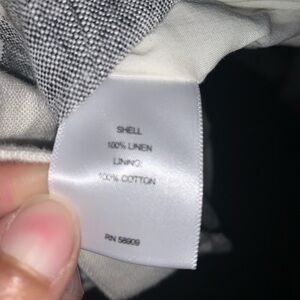 SHELL
100% LINEN
LINING:
100% COTTON
RN 58909